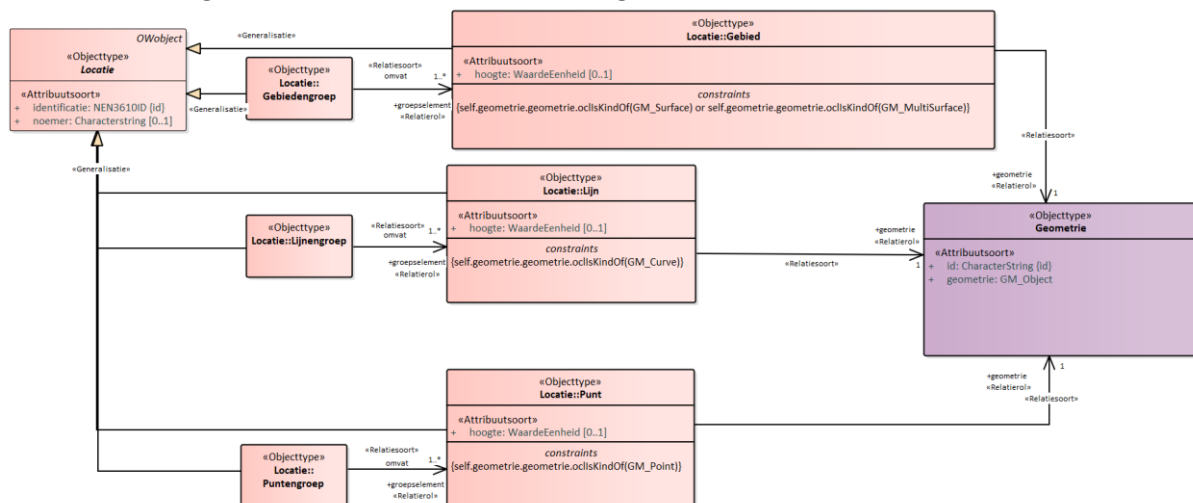 OWobject
«Objecttype»
Locatie
«Attribuutsoort»
+ identificatie: NEN3610ID {id}
+ noemer: Characterstring [0..1]
«Generalisatie»
«Generalisatie»
«Generalisatie»
«Objecttype»
Locatie::
Gebiedengroep
«Relatiesoort»
omvat
1..*
+groepselement
«Relatierol»
«Objecttype»
Locatie::Gebied
«Attribuutsoort»
+ hoogte: WaardeEenheid [0..1]
constraints
{self.geometrie.geometrie.oclIsKindOf(GM_Surface) or self.geometrie.geometrie.oclIsKindOf(GM_MultiSurface)}
«Relatiesoort»
+geometrie
«Relatierol»
1
«Objecttype»
Locatie::Lijnengroep
«Relatiesoort»
omvat
1..*
+groepselement
«Relatierol»
«Objecttype»
Locatie::Lijn
«Attribuutsoort»
+ hoogte: WaardeEenheid [0..1]
constraints
{self.geometrie.geometrie.oclIsKindOf(GM_Curve)}
«Relatiesoort»
+geometrie
«Relatierol»
1
«Objecttype»
Geometrie
«Attribuutsoort»
+ id: CharacterString {id}
+ geometrie: GM_Object
«Objecttype»
Locatie::
Puntengroep
«Relatiesoort»
omvat
1..*
+groepselement
«Relatierol»
«Objecttype»
Locatie::Punt
«Attribuutsoort»
+ hoogte: WaardeEenheid [0..1]
constraints
{self.geometrie.geometrie.oclIsKindOf(GM_Point)}
+geometrie
«Relatierol»
1
«Relatiesoort»